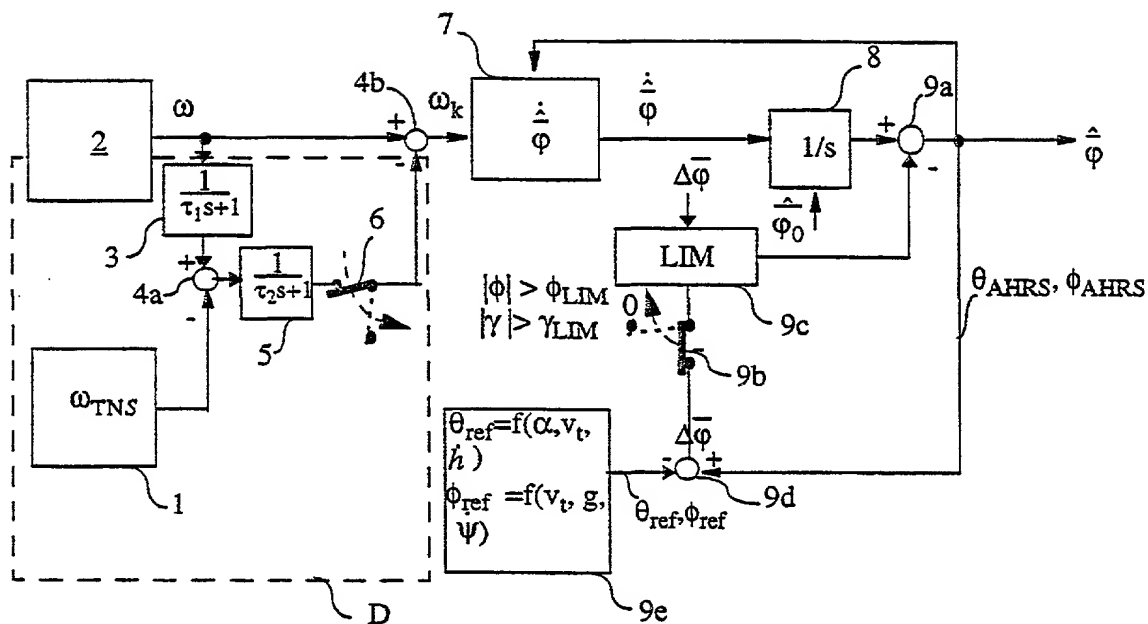 7
8
9a
4b
2
ω
ω_k
φ̂̇
φ̂̇
1/s
φ̂
+
-
+
-
1/(τ₁s+1)
3
Δφ̄
φ̂₀
6
LIM
+
4a
-
1/(τ₂s+1)
5
|ϕ| > ϕ_LIM
|γ| > γ_LIM
0
9c
θ_AHRS, ϕ_AHRS
9b
ω_TNS
1
θ_ref=f(α,v_t, ḣ)
ϕ_ref =f(v_t, g, ψ̇)
Δφ̄
-
+
9d
θ_ref,ϕ_ref
D
9e